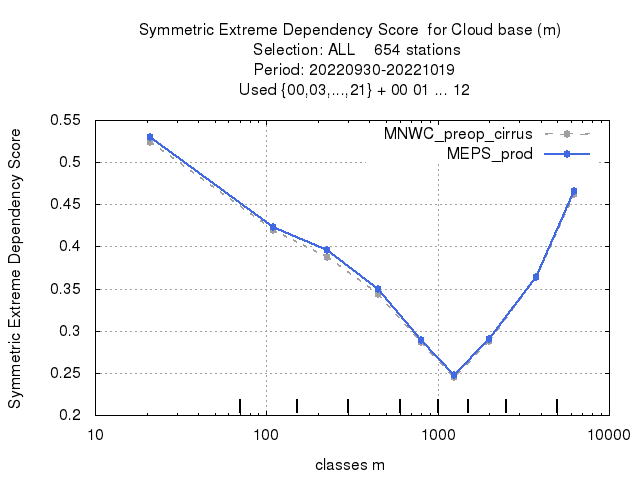 Symmetric Extreme Dependency Score  for Cloud base (m)
Selection: ALL    654 stations
Period: 20220930-20221019
Used {00,03,...,21} + 00 01 ... 12
Symmetric Extreme Dependency Score
0.55
0.5
0.45
0.4
0.35
0.3
0.25
0.2
MNWC_preop_cirrus
MEPS_prod
10 100 1000 10000
classes m